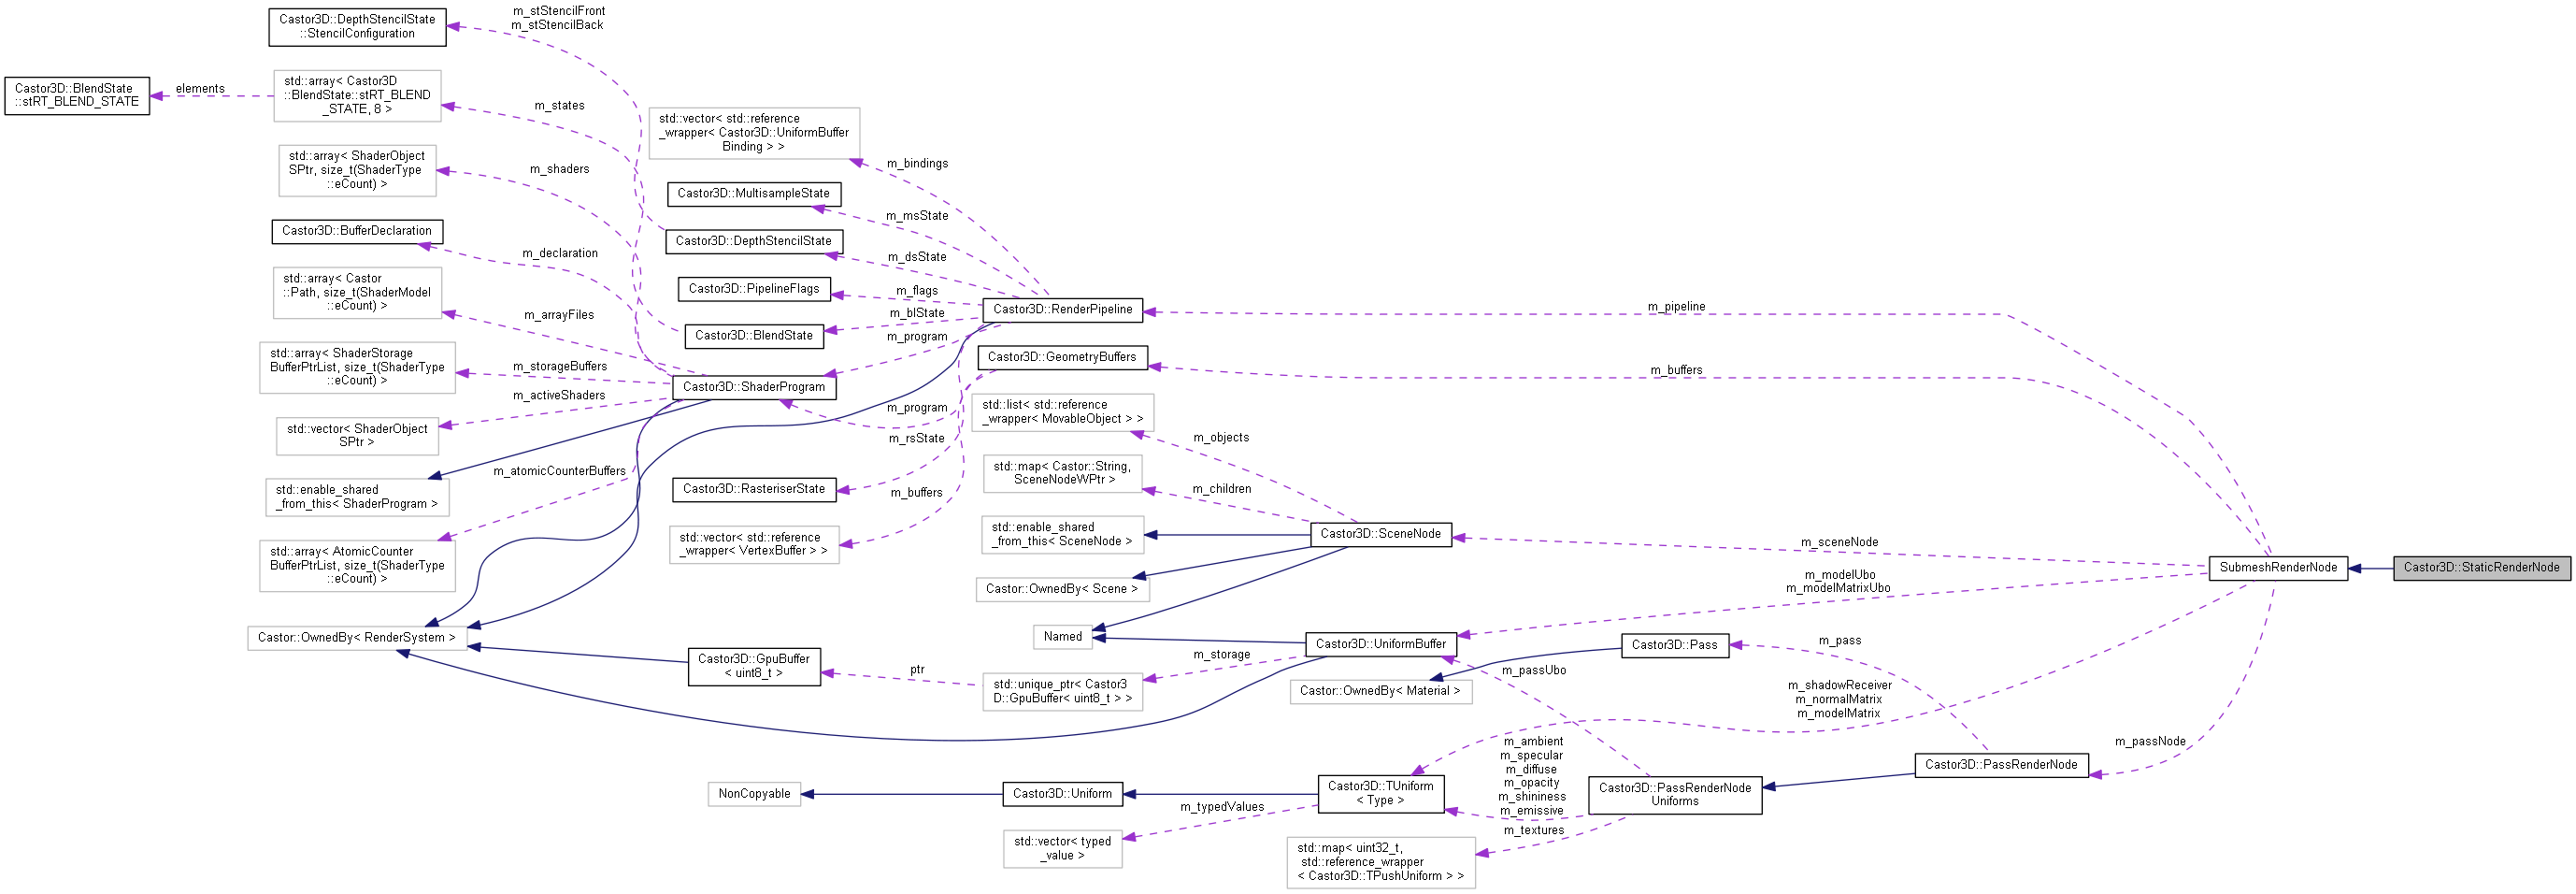 Castor3D::DepthStencilState
::StencilConfiguration
m_stStencilFront
m_stStencilBack
Castor3D::BlendState
::stRT_BLEND_STATE
elements
std::array< Castor3D
::BlendState::stRT_BLEND
_STATE, 8 >
m_states
std::array< ShaderObject
SPtr, size_t(ShaderType
::eCount) >
m_shaders
Castor3D::BufferDeclaration
m_declaration
std::array< Castor
::Path, size_t(ShaderModel
::eCount) >
m_arrayFiles
std::array< ShaderStorage
BufferPtrList, size_t(ShaderType
::eCount) >
m_storageBuffers
m_activeShaders
std::vector< ShaderObject
SPtr >
m_atomicCounterBuffers
std::enable_shared
_from_this< ShaderProgram >
std::array< AtomicCounter
BufferPtrList, size_t(ShaderType
::eCount) >
Castor::OwnedBy< RenderSystem >
std::vector< std::reference
_wrapper< Castor3D::UniformBuffer
Binding > >
m_bindings
Castor3D::MultisampleState
m_msState
Castor3D::DepthStencilState
m_dsState
Castor3D::PipelineFlags
m_flags
Castor3D::BlendState
m_blState
m_program
Castor3D::ShaderProgram
m_program
m_rsState
Castor3D::RasteriserState
m_buffers
std::vector< std::reference
_wrapper< VertexBuffer > >
Castor3D::GpuBuffer
< uint8_t >
ptr
Castor3D::RenderPipeline
m_pipeline
Castor3D::GeometryBuffers
m_buffers
std::list< std::reference
_wrapper< MovableObject > >
m_objects
std::map< Castor::String,
SceneNodeWPtr >
m_children
std::enable_shared
_from_this< SceneNode >
Castor::OwnedBy< Scene >
Named
Castor3D::SceneNode
m_sceneNode
m_modelUbo
m_modelMatrixUbo
SubmeshRenderNode
Castor3D::StaticRenderNode
Castor3D::UniformBuffer
m_storage
std::unique_ptr< Castor3
D::GpuBuffer< uint8_t > >
Castor3D::Pass
m_pass
m_passUbo
Castor::OwnedBy< Material >
m_shadowReceiver
m_normalMatrix
m_modelMatrix
m_passNode
m_ambient
m_specular
m_diffuse
m_opacity
m_shininess
m_emissive
m_textures
Castor3D::PassRenderNode
Castor3D::PassRenderNode
Uniforms
NonCopyable
Castor3D::Uniform
Castor3D::TUniform
< Type >
m_typedValues
std::vector< typed
_value >
std::map< uint32_t,
std::reference_wrapper
< Castor3D::TPushUniform > >